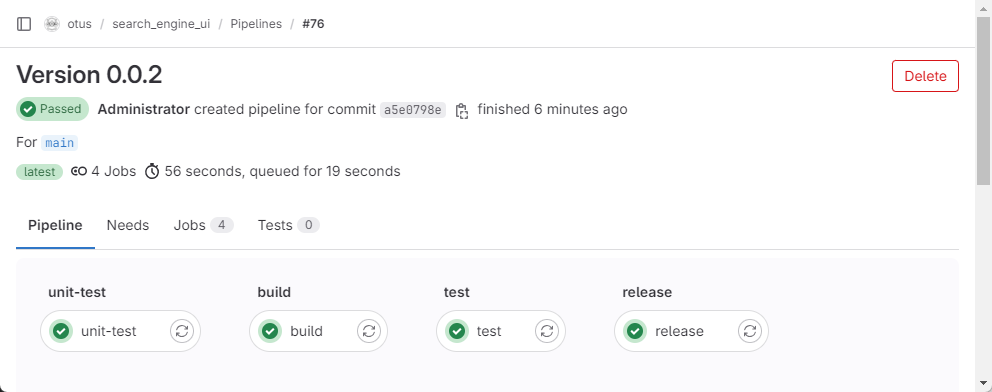 otus / search_engine_ui / Pipelines / #76
Version 0.0.2
Delete
Passed Administrator created pipeline for commit a5e0798e finished 6 minutes ago
For main
latest 4 Jobs 56 seconds, queued for 19 seconds
Pipeline Needs Jobs 4 Tests 0
unit-test build test release
unit-test build test release